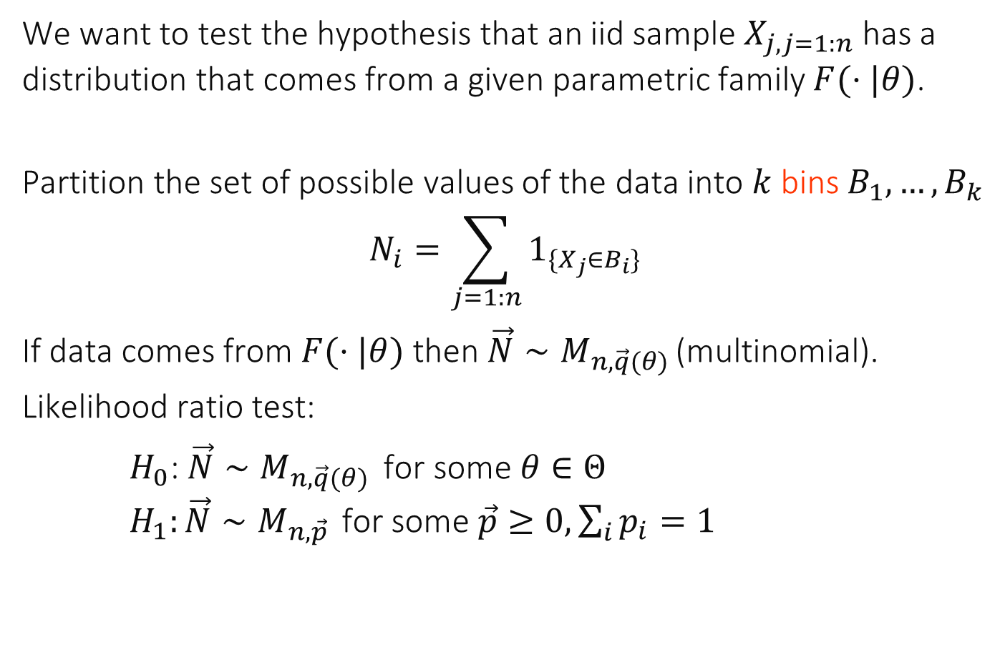 We want to test the hypothesis that an iid sample $X_{j,j=1:n}$ has a
distribution that comes from a given parametric family $F(\cdot|\theta)$.
Partition the set of possible values of the data into $k$ bins $B_1, \ldots, B_k$
$N_i = \sum_{j=1:n} 1_{\{X_j \in B_i\}}$
If data comes from $F(\cdot|\theta)$ then $\vec{N} \sim M_{n,\vec{q}(\theta)}$ (multinomial).
Likelihood ratio test:
$H_0: \vec{N} \sim M_{n,\vec{q}(\theta)}$ for some $\theta \in \Theta$
$H_1: \vec{N} \sim M_{n,\vec{p}}$ for some $\vec{p} \geq 0, \sum_i p_i = 1$